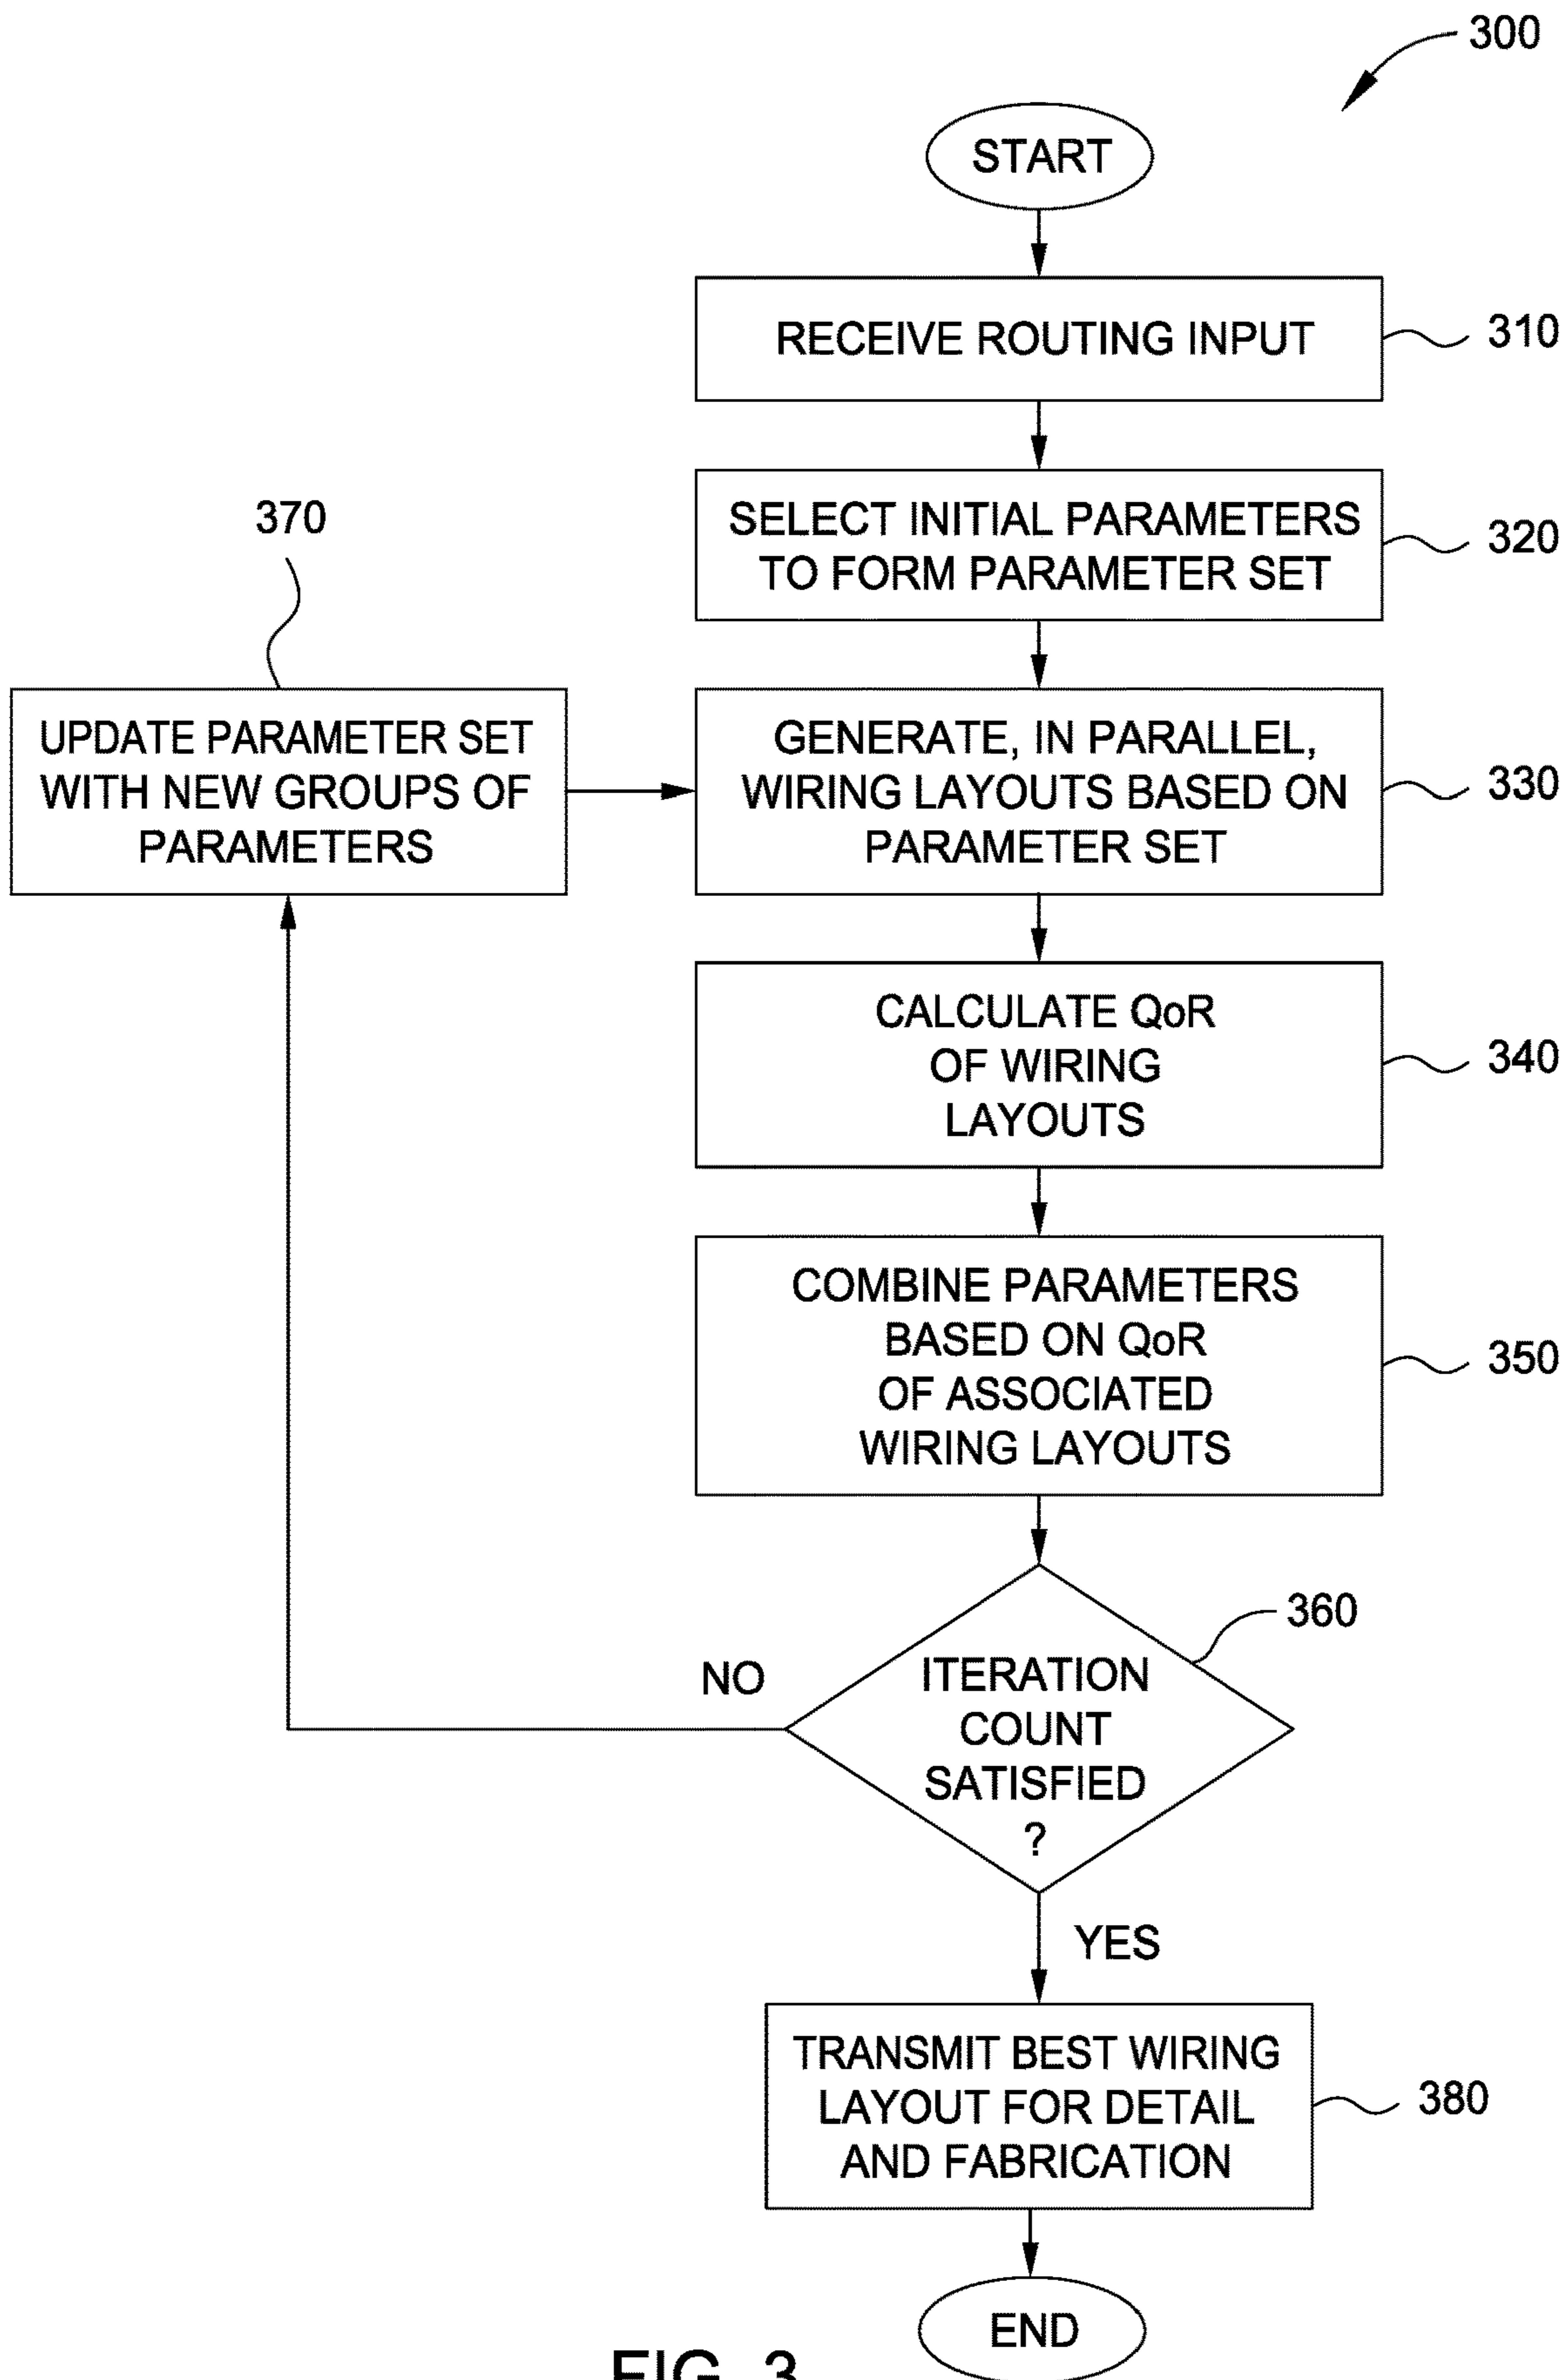 300
START
RECEIVE ROUTING INPUT
310
SELECT INITIAL PARAMETERS
TO FORM PARAMETER SET
320
370
UPDATE PARAMETER SET
WITH NEW GROUPS OF
PARAMETERS
GENERATE, IN PARALLEL,
WIRING LAYOUTS BASED ON
PARAMETER SET
330
CALCULATE QoR
OF WIRING
LAYOUTS
340
COMBINE PARAMETERS
BASED ON QoR
OF ASSOCIATED
WIRING LAYOUTS
350
360
NO
ITERATION
COUNT
SATISFIED
?
YES
TRANSMIT BEST WIRING
LAYOUT FOR DETAIL
AND FABRICATION
380
END
FIG. 3